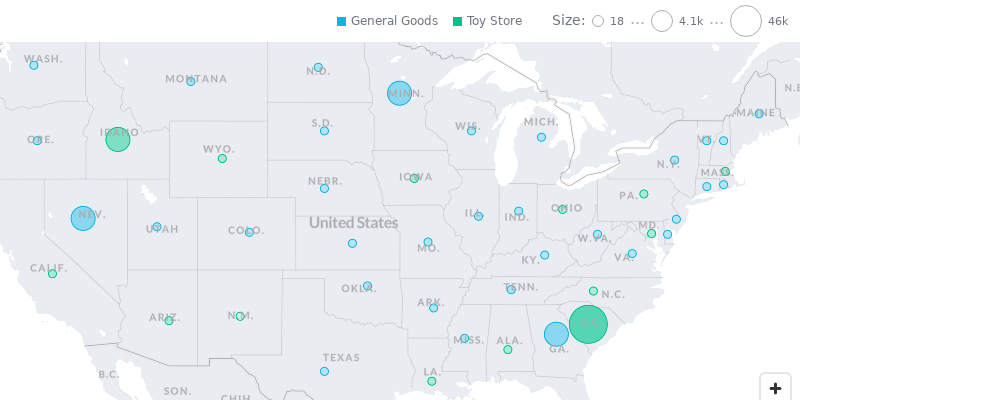 General Goods Toy Store Size: 18 ... 4.1k ... 46k
WASH.
MONTANA
N.D.
MINN.
MAINE
ORE.
IDAHO
WYO.
S.D.
WIS.
MICH.
VT.
N.Y.
MASS.
NEBR.
IOWA
PA.
NEV.
UTAH
COLO.
United States
ILL.
IND.
OHIO
MD.
MO.
W.VA.
VA.
KY.
CALIF.
OKLA.
ARK.
TENN.
N.C.
ARIZ.
N.M.
MISS.
ALA.
GA.
TEXAS
LA.
B.C.
SON.
CHIH.
+